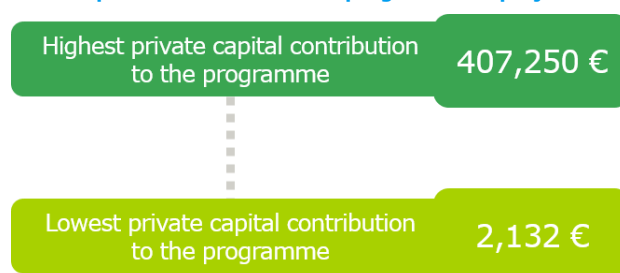 Highest private capital contribution
to the programme
407,250 €
Lowest private capital contribution
to the programme
2,132 €